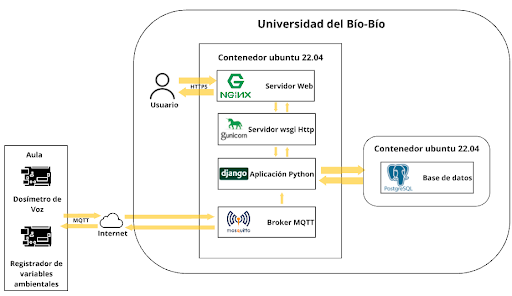 Universidad del Bío-Bío
Contenedor ubuntu 22.04
HTTPS
NGINX
Servidor Web
Usuario
gunicorn
Servidor wsgi Http
Contenedor ubuntu 22.04
django
Aplicación Python
PostgreSQL
Base de datos
Aula
Dosímetro de
Voz
MQTT
Internet
mosquitto
Broker MQTT
Registrador de
variables
ambientales